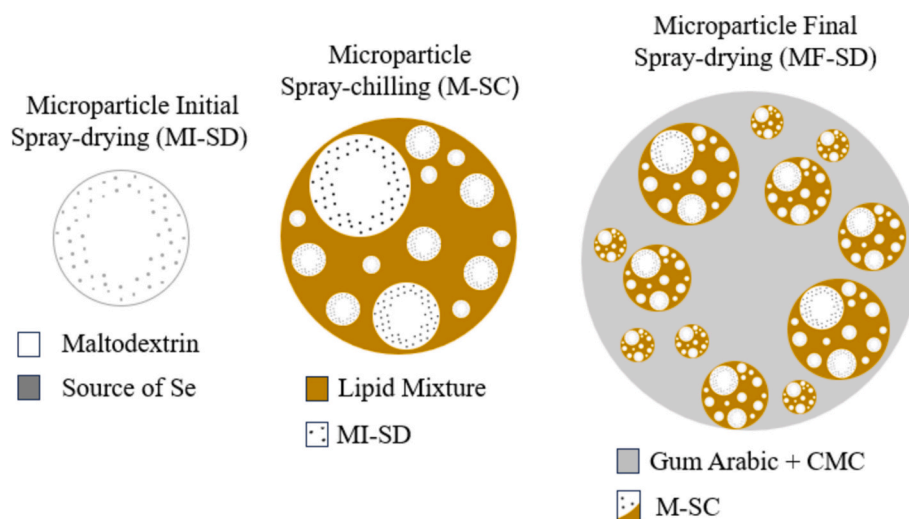 Microparticle Initial
Spray-drying (MI-SD)
Maltodextrin
Source of Se
Microparticle
Spray-chilling (M-SC)
Lipid Mixture
MI-SD
Microparticle Final
Spray-drying (MF-SD)
Gum Arabic + CMC
M-SC